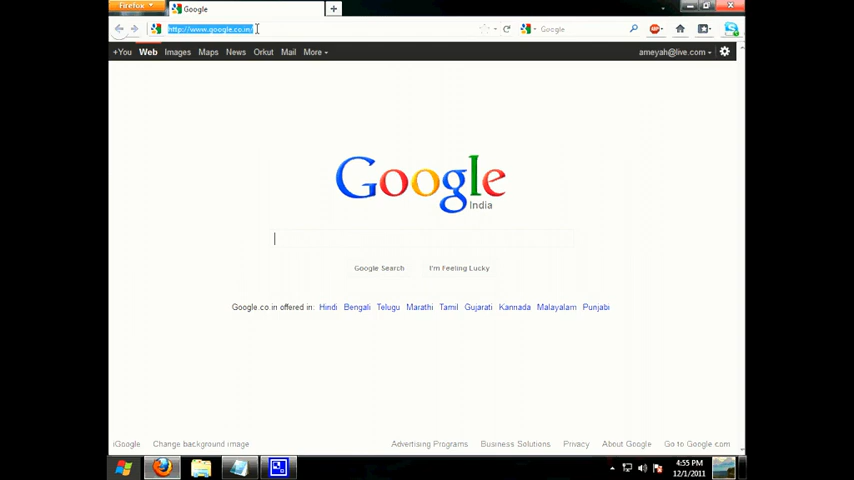 Firefox
Google
http://www.google.co.in/
Google
+You Web Images Maps News Orkut Mail More
ameyah@live.com
Google
India
Google Search I'm Feeling Lucky
Google.co.in offered in: Hindi Bengali Telugu Marathi Tamil Gujarati Kannada Malayalam Punjabi
iGoogle Change background image Advertising Programs Business Solutions Privacy About Google Go to Google.com
4:55 PM
12/1/2011